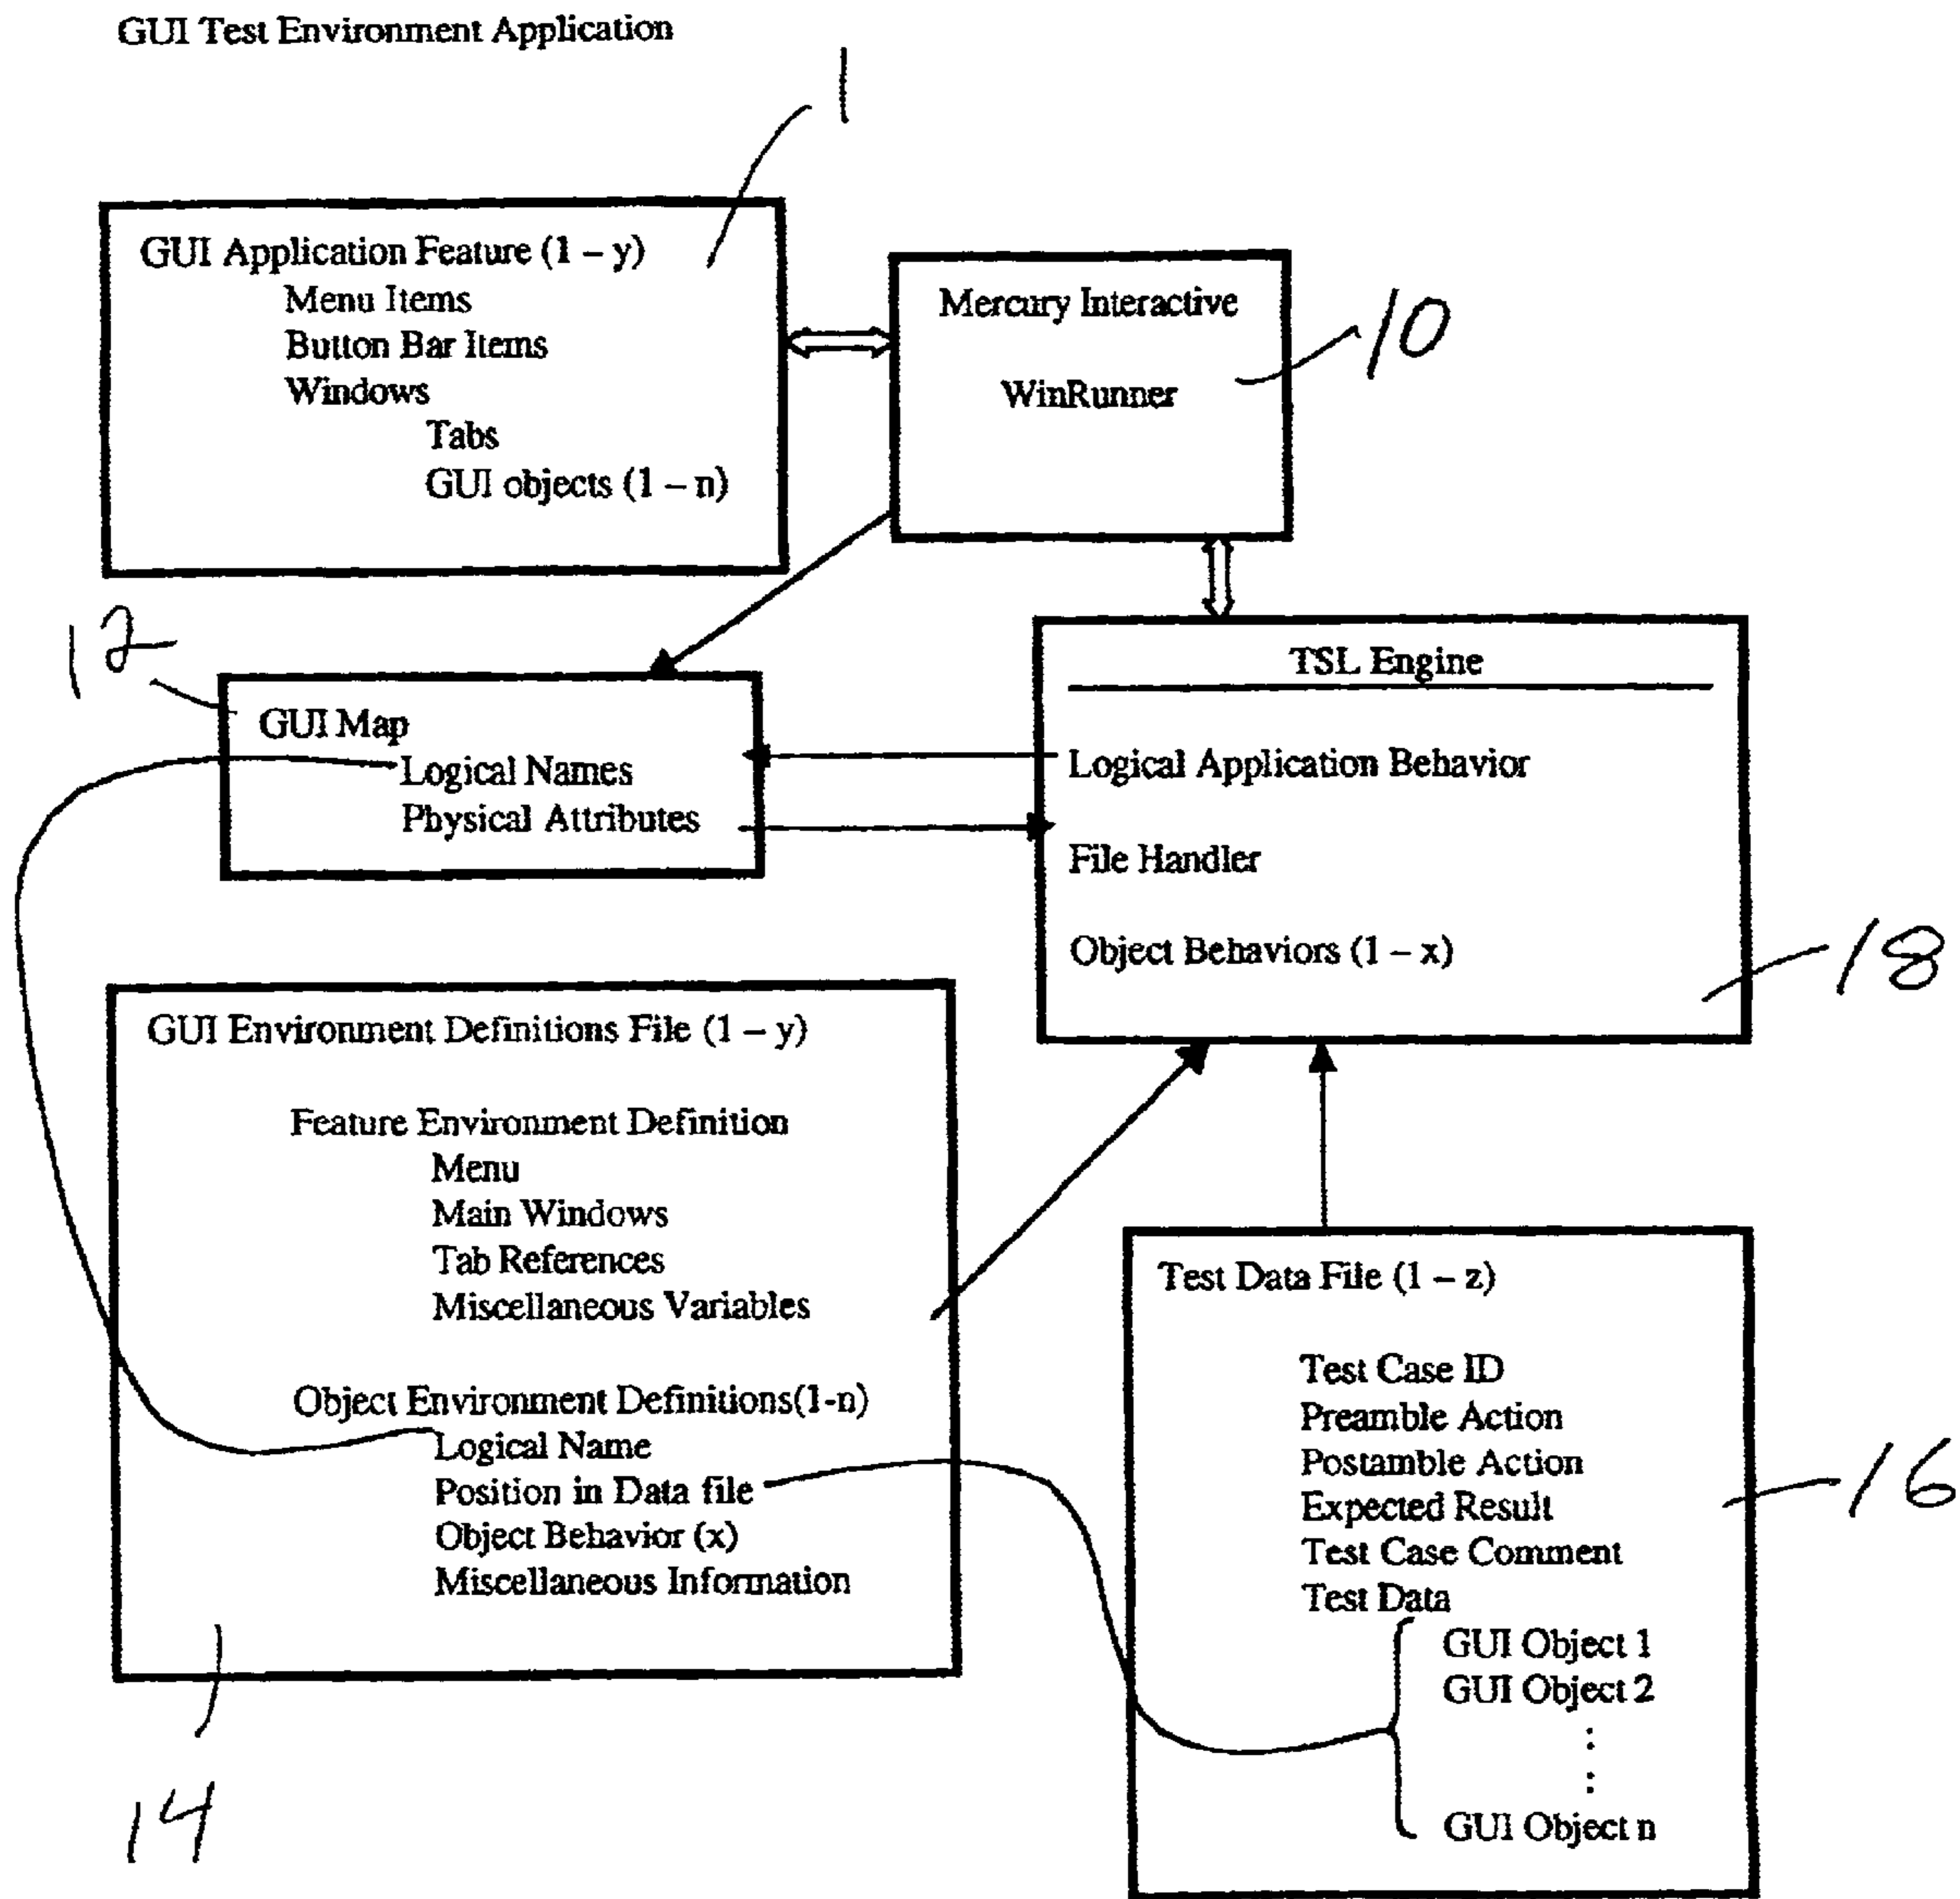 GUI Test Environment Application
1
GUI Application Feature (1 – y)
Menu Items
Button Bar Items
Windows
Tabs
GUI objects (1 – n)
Mercury Interactive
WinRunner
10
12
GUI Map
Logical Names
Physical Attributes
TSL Engine
Logical Application Behavior
File Handler
Object Behaviors (1 – x)
18
GUI Environment Definitions File (1 – y)
Feature Environment Definition
Menu
Main Windows
Tab References
Miscellaneous Variables
Object Environment Definitions(1-n)
Logical Name
Position in Data file
Object Behavior (x)
Miscellaneous Information
14
Test Data File (1 – z)
Test Case ID
Preamble Action
Postamble Action
Expected Result
Test Case Comment
Test Data
GUI Object 1
GUI Object 2
:
:
GUI Object n
16